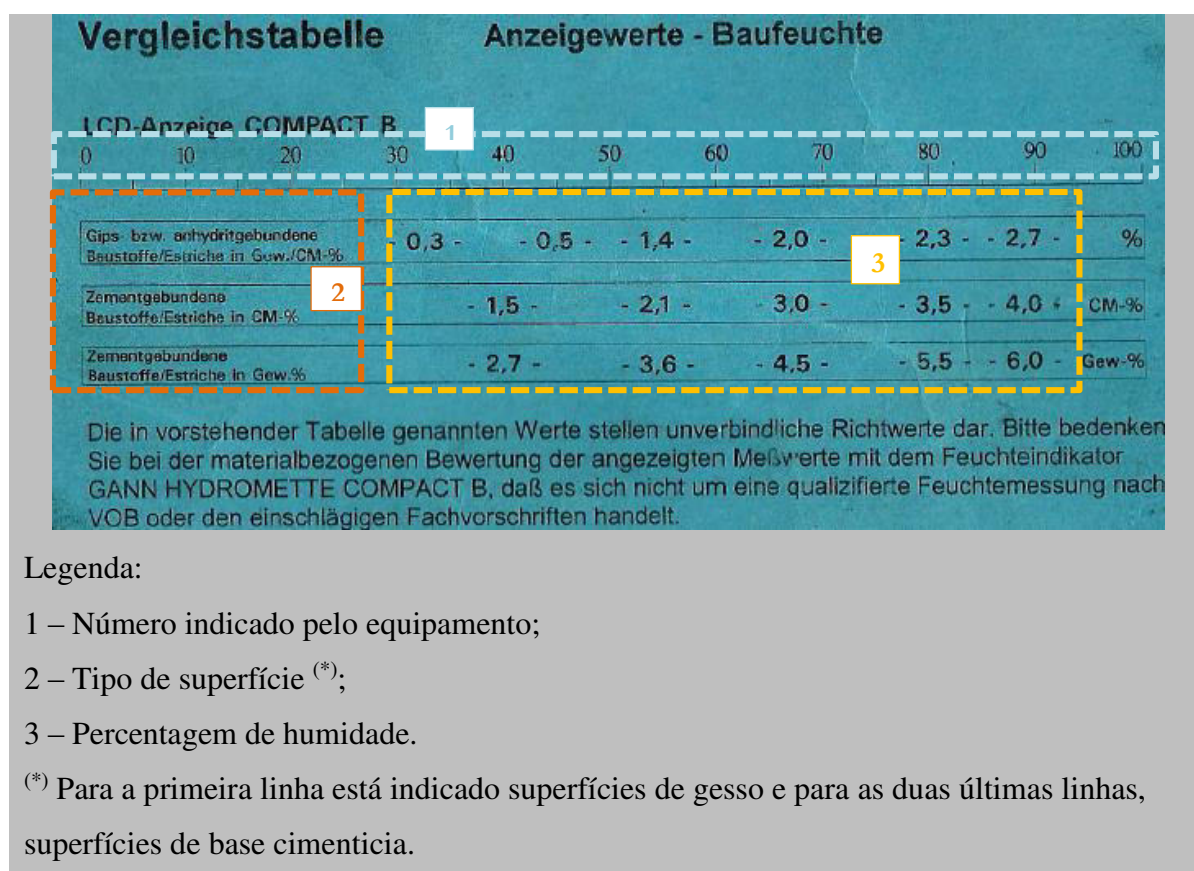 Vergleichstabelle Anzeigewerte - Baufeuchte
LCD-Anzeige COMPACT B 1
0 10 20 30 40 50 60 70 80 90 100
Gips- bzw. anhydritgebundene
Baustoffe/Estriche in Gew./CM-%
- 0,3 - - 0,5 - - 1,4 - - 2,0 - - 2,3 - - 2,7 - %
2
3
Zementgebundene
Baustoffe/Estriche in CM-%
- 1,5 - - 2,1 - - 3,0 - - 3,5 - - 4,0 - CM-%
Zementgebundene
Baustoffe/Estriche in Gew.%
- 2,7 - - 3,6 - - 4,5 - - 5,5 - - 6,0 - Gew-%
Die in vorstehender Tabelle genannten Werte stellen unverbindliche Richtwerte dar. Bitte bedenken
Sie bei der materialbezogenen Bewertung der angezeigten Meßwerte mit dem Feuchteindikator
GANN HYDROMETTE COMPACT B, daß es sich nicht um eine qualizifierte Feuchtemessung nach
VOB oder den einschlägigen Fachvorschriften handelt.
Legenda:
1 – Número indicado pelo equipamento;
2 – Tipo de superfície (*);
3 – Percentagem de humidade.
(*) Para a primeira linha está indicado superfícies de gesso e para as duas últimas linhas,
superfícies de base cimenticia.